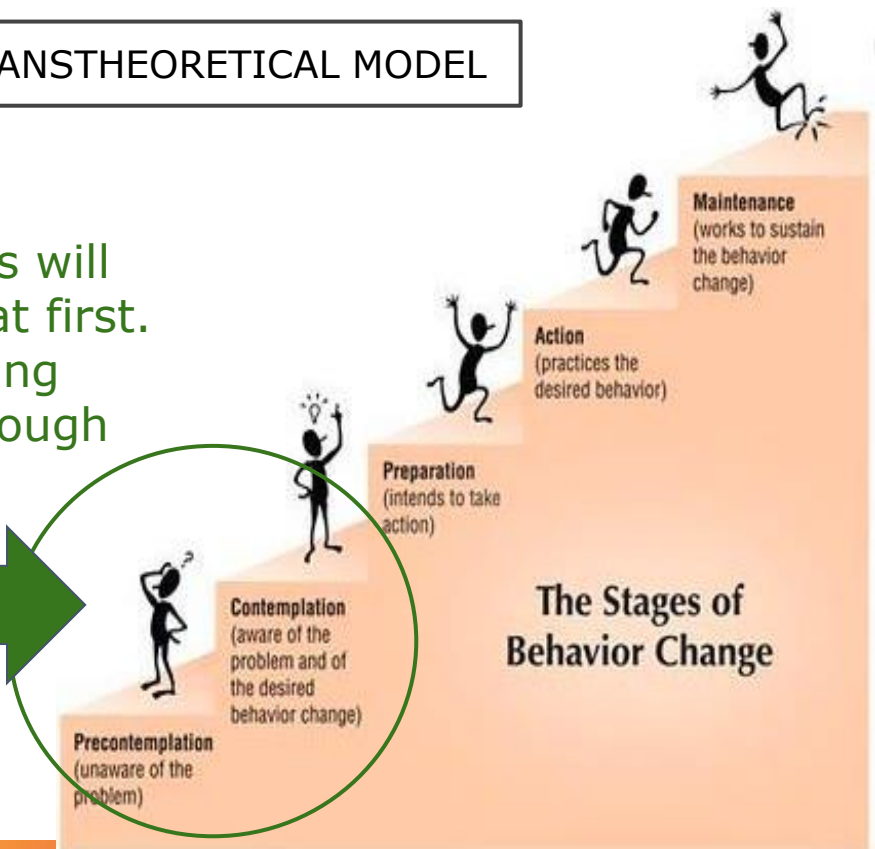 ANSTHEORETICAL MODEL
s will
at first.
ng
ough
Maintenance
(works to sustain
the behavior
change)
Action
(practices the
desired behavior)
Preparation
(intends to take
action)
Contemplation
(aware of the
problem and of
the desired
behavior change)
Precontemplation
(unaware of the
problem)
The Stages of
Behavior Change
?